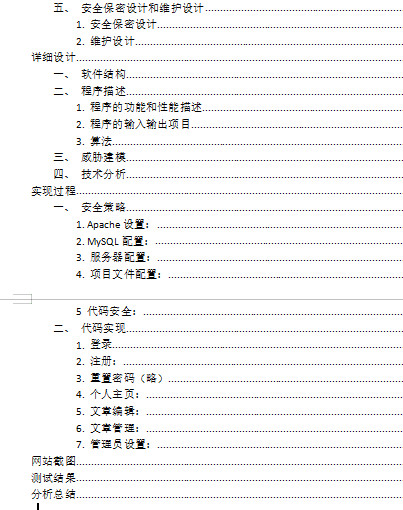 五、 安全保密设计和维护设计
1. 安全保密设计
2. 维护设计
详细设计
一、 软件结构
二、 程序描述
1. 程序的功能和性能描述
2. 程序的输入输出项目
3. 算法
三、 威胁建模
四、 技术分析
实现过程
一、 安全策略
1. Apache 设置：
2. MySQL 配置：
3. 服务器配置：
4. 项目文件配置：
5 代码安全：
二、 代码实现
1. 登录
2. 注册：
3. 重置密码（略）
4. 个人主页：
5. 文章编辑：
6. 文章管理：
7. 管理员设置：
网站截图
测试结果
分析总结